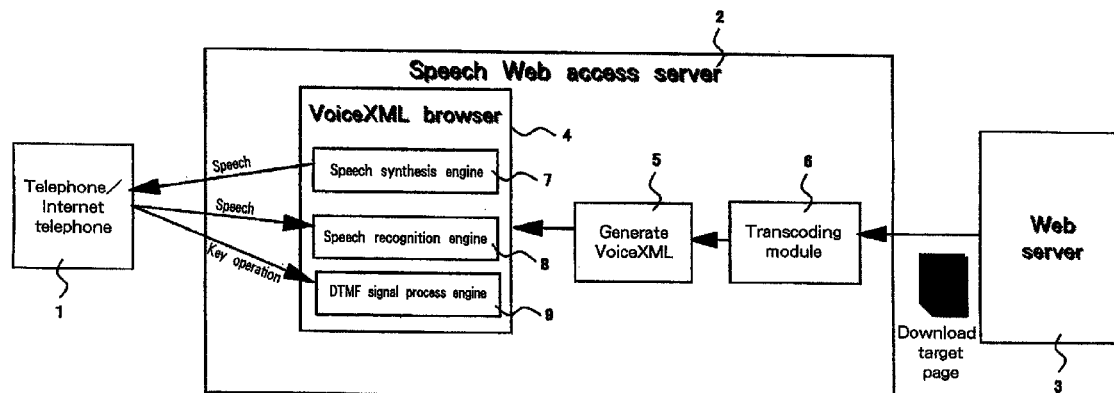 2
Speech Web access server
VoiceXML browser
4
Speech synthesis engine
7
Speech recognition engine
8
DTMF signal process engine
9
Telephone/
Internet
telephone
1
Speech
Speech
Key operation
5
Generate
VoiceXML
6
Transcoding
module
Web
server
3
Download
target
page